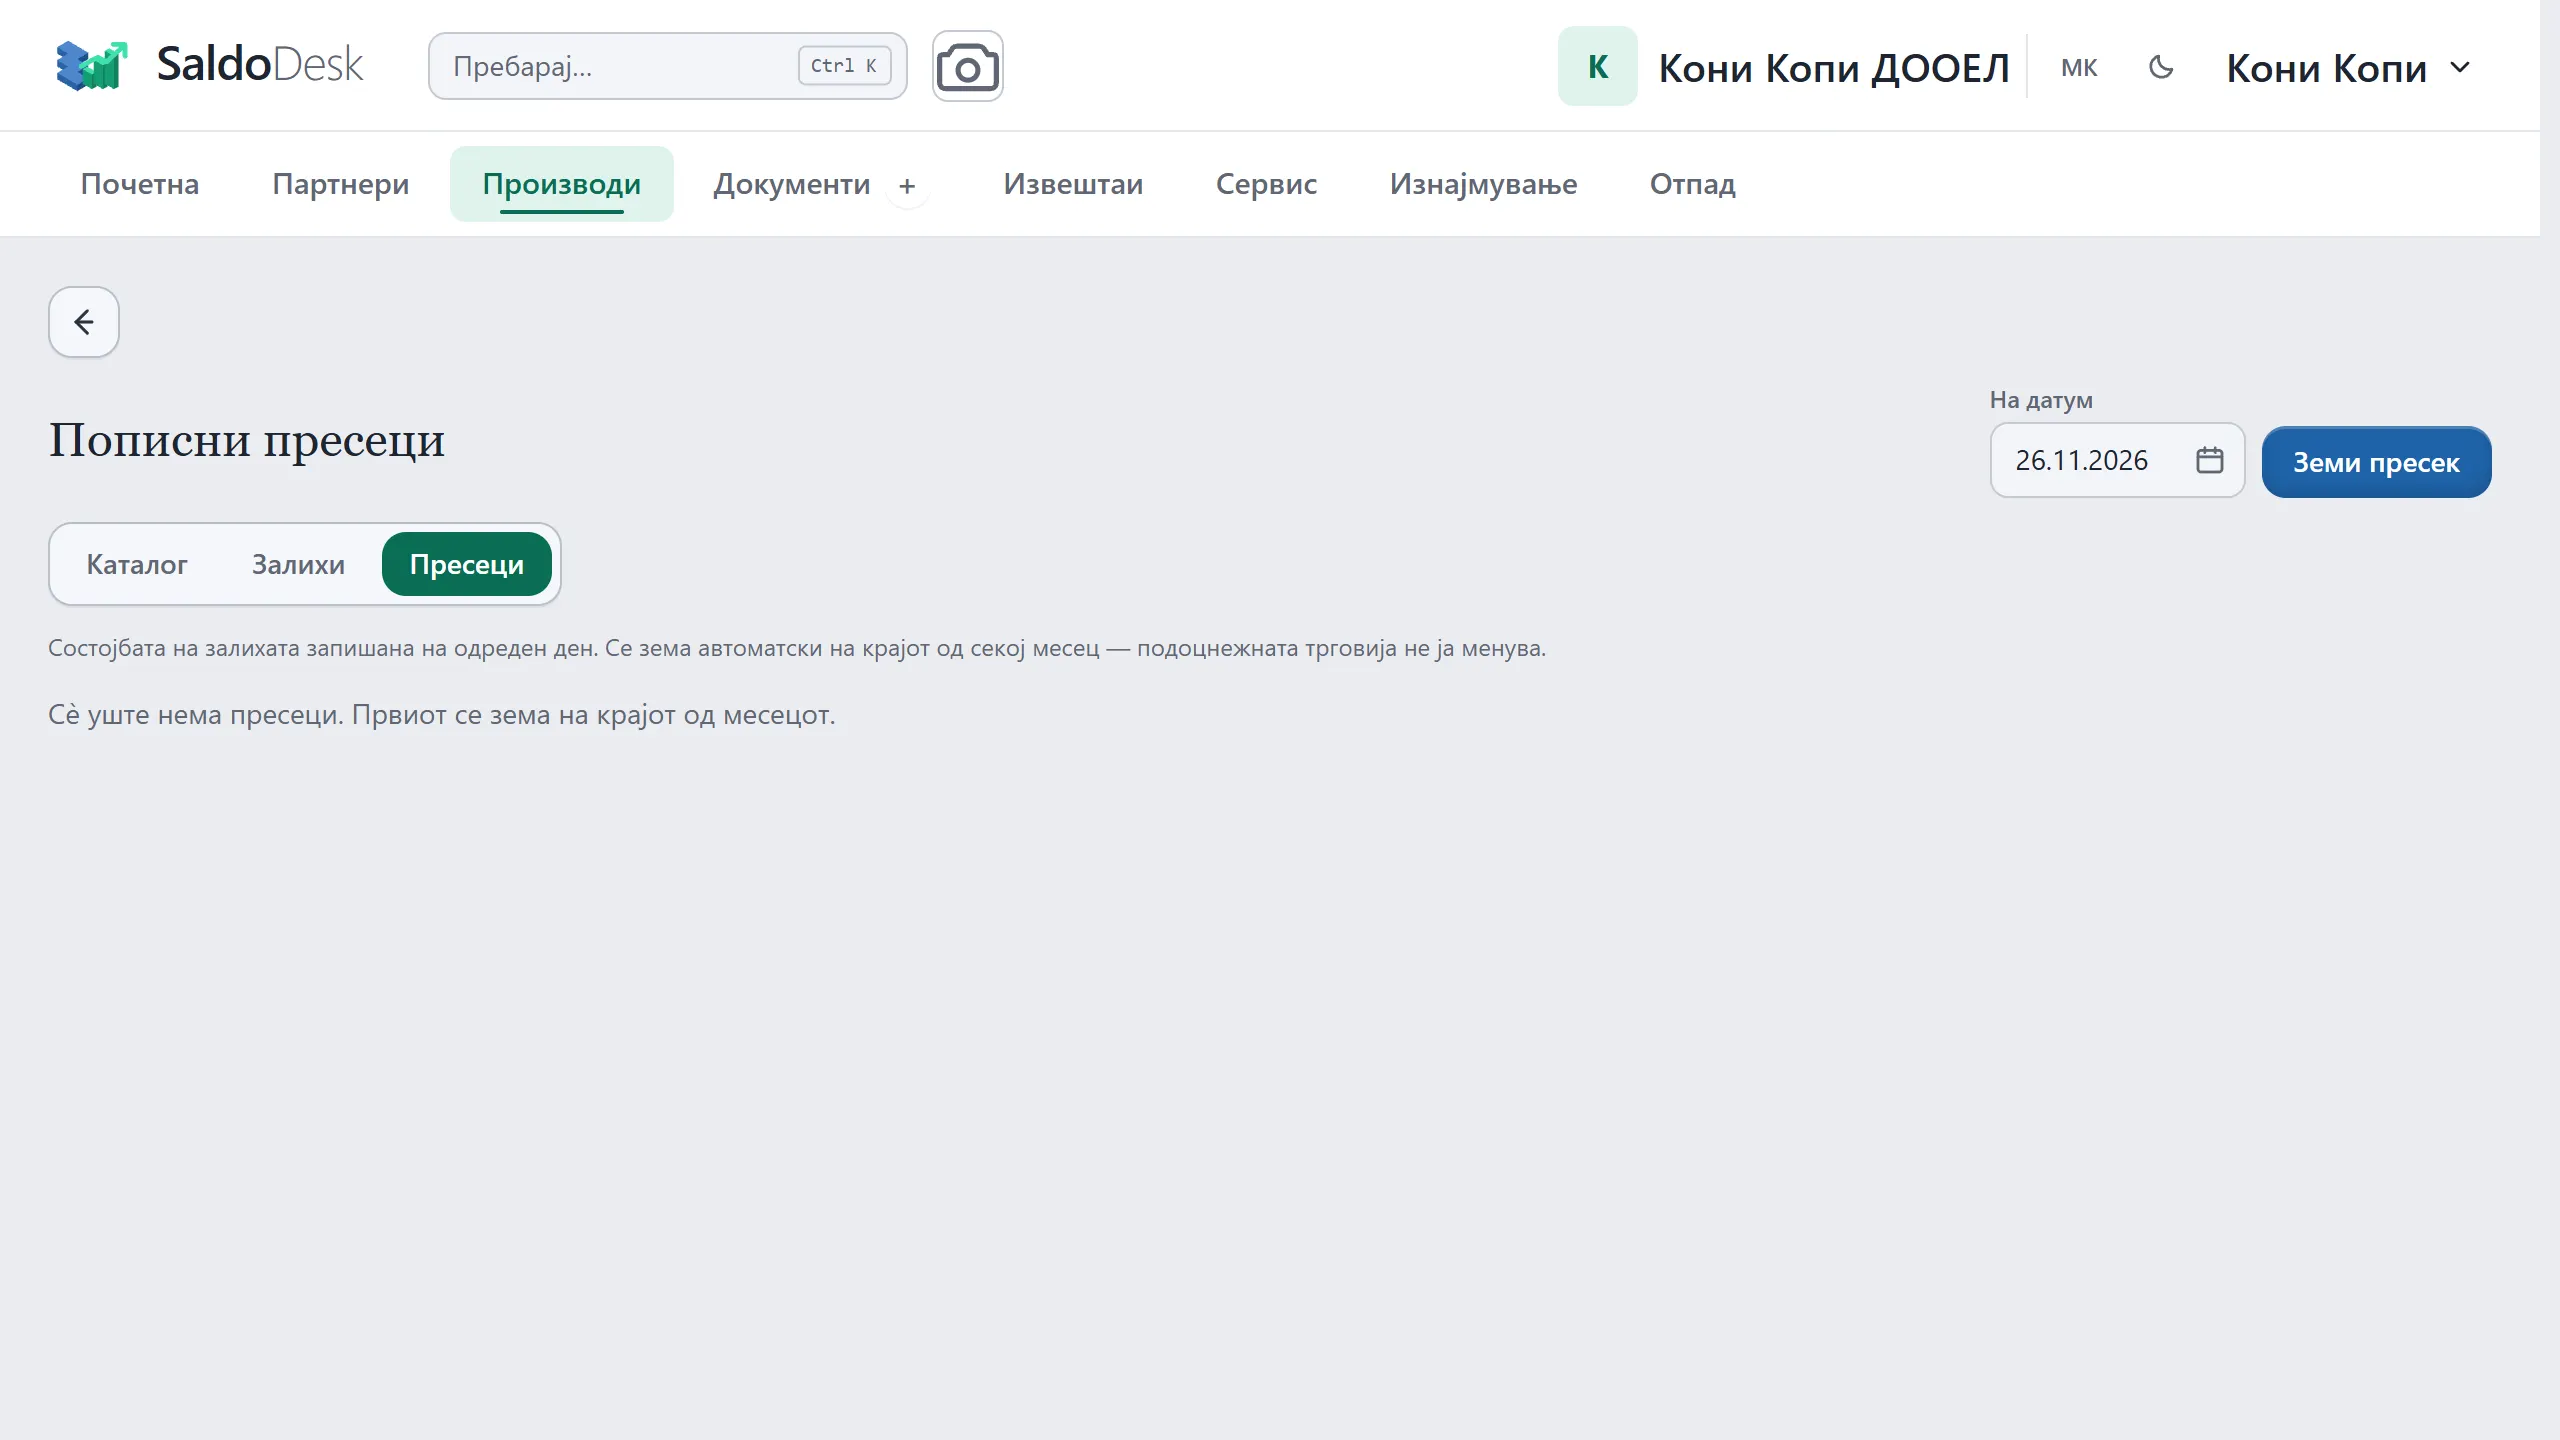 SaldoDesk
Пребарај...
Ctrl K
К
Кони Копи ДООЕЛ
МК
Кони Копи
Почетна
Партнери
Производи
Документи +
Извештаи
Сервис
Изнајмување
Отпад
На датум
Пописни пресеци
26.11.2026
Земи пресек
Каталог
Залихи
Пресеци
Состојбата на залихата запишана на одреден ден. Се зема автоматски на крајот од секој месец — подоцнежната трговија не ја менува.
Сѐ уште нема пресеци. Првиот се зема на крајот од месецот.